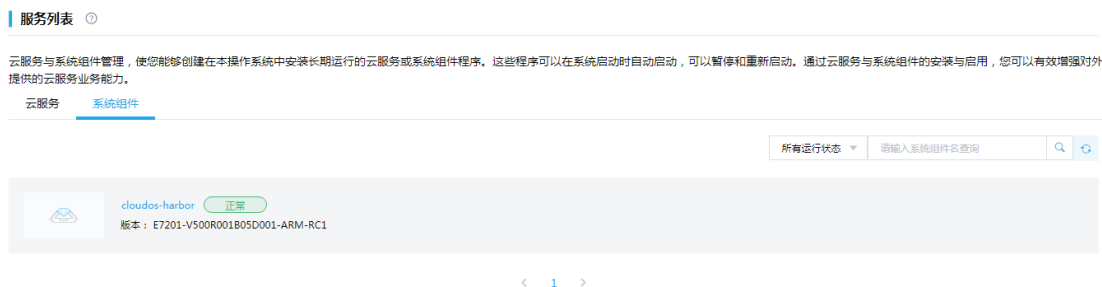 服务列表 ?
云服务与系统组件管理，使您能够创建在本操作系统中安装长期运行的云服务或系统组件程序。这些程序可以在系统启动时自动启动，可以暂停和重新启动。通过云服务与系统组件的安装与启用，您可以有效增强对外
提供的云服务业务能力。
云服务 系统组件
所有运行状态 请输入系统组件名查询
cloudos-harbor 正常
版本： E7201-V500R001B05D001-ARM-RC1
< 1 >